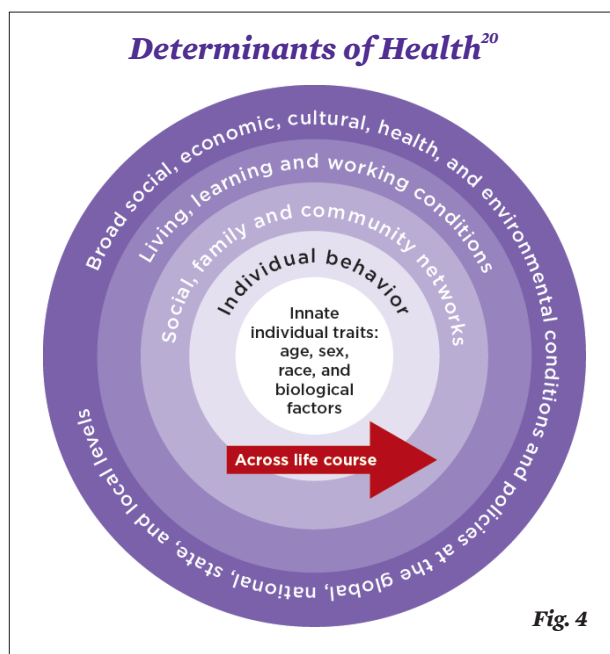 Determinants of Health20
Broad social, economic, cultural, health, and environmental conditions and policies at the global, national, state, and local levels
Living, learning and working conditions
Social, family and community networks
Individual behavior
Innate
individual traits:
age, sex,
race, and
biological
factors
Across life course
Fig. 4